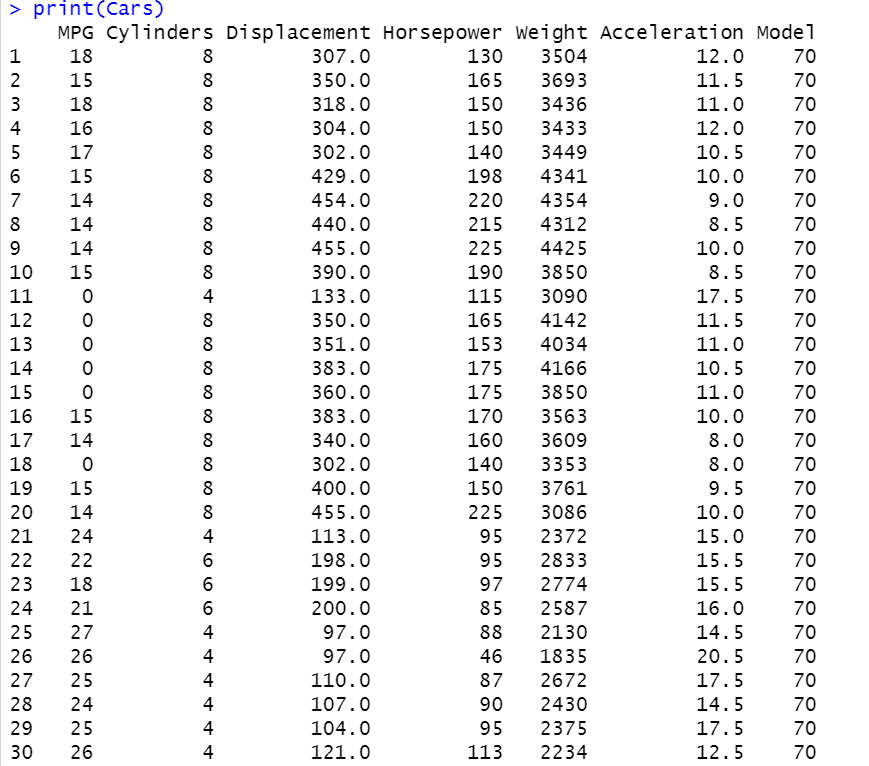 > print(Cars)
MPG Cylinders Displacement Horsepower Weight Acceleration Model
1 18 8 307.0 130 3504 12.0 70
2 15 8 350.0 165 3693 11.5 70
3 18 8 318.0 150 3436 11.0 70
4 16 8 304.0 150 3433 12.0 70
5 17 8 302.0 140 3449 10.5 70
6 15 8 429.0 198 4341 10.0 70
7 14 8 454.0 220 4354 9.0 70
8 14 8 440.0 215 4312 8.5 70
9 14 8 455.0 225 4425 10.0 70
10 15 8 390.0 190 3850 8.5 70
11 0 4 133.0 115 3090 17.5 70
12 0 8 350.0 165 4142 11.5 70
13 0 8 351.0 153 4034 11.0 70
14 0 8 383.0 175 4166 10.5 70
15 0 8 360.0 175 3850 11.0 70
16 15 8 383.0 170 3563 10.0 70
17 14 8 340.0 160 3609 8.0 70
18 0 8 302.0 140 3353 8.0 70
19 15 8 400.0 150 3761 9.5 70
20 14 8 455.0 225 3086 10.0 70
21 24 4 113.0 95 2372 15.0 70
22 22 6 198.0 95 2833 15.5 70
23 18 6 199.0 97 2774 15.5 70
24 21 6 200.0 85 2587 16.0 70
25 27 4 97.0 88 2130 14.5 70
26 26 4 97.0 46 1835 20.5 70
27 25 4 110.0 87 2672 17.5 70
28 24 4 107.0 90 2430 14.5 70
29 25 4 104.0 95 2375 17.5 70
30 26 4 121.0 113 2234 12.5 70